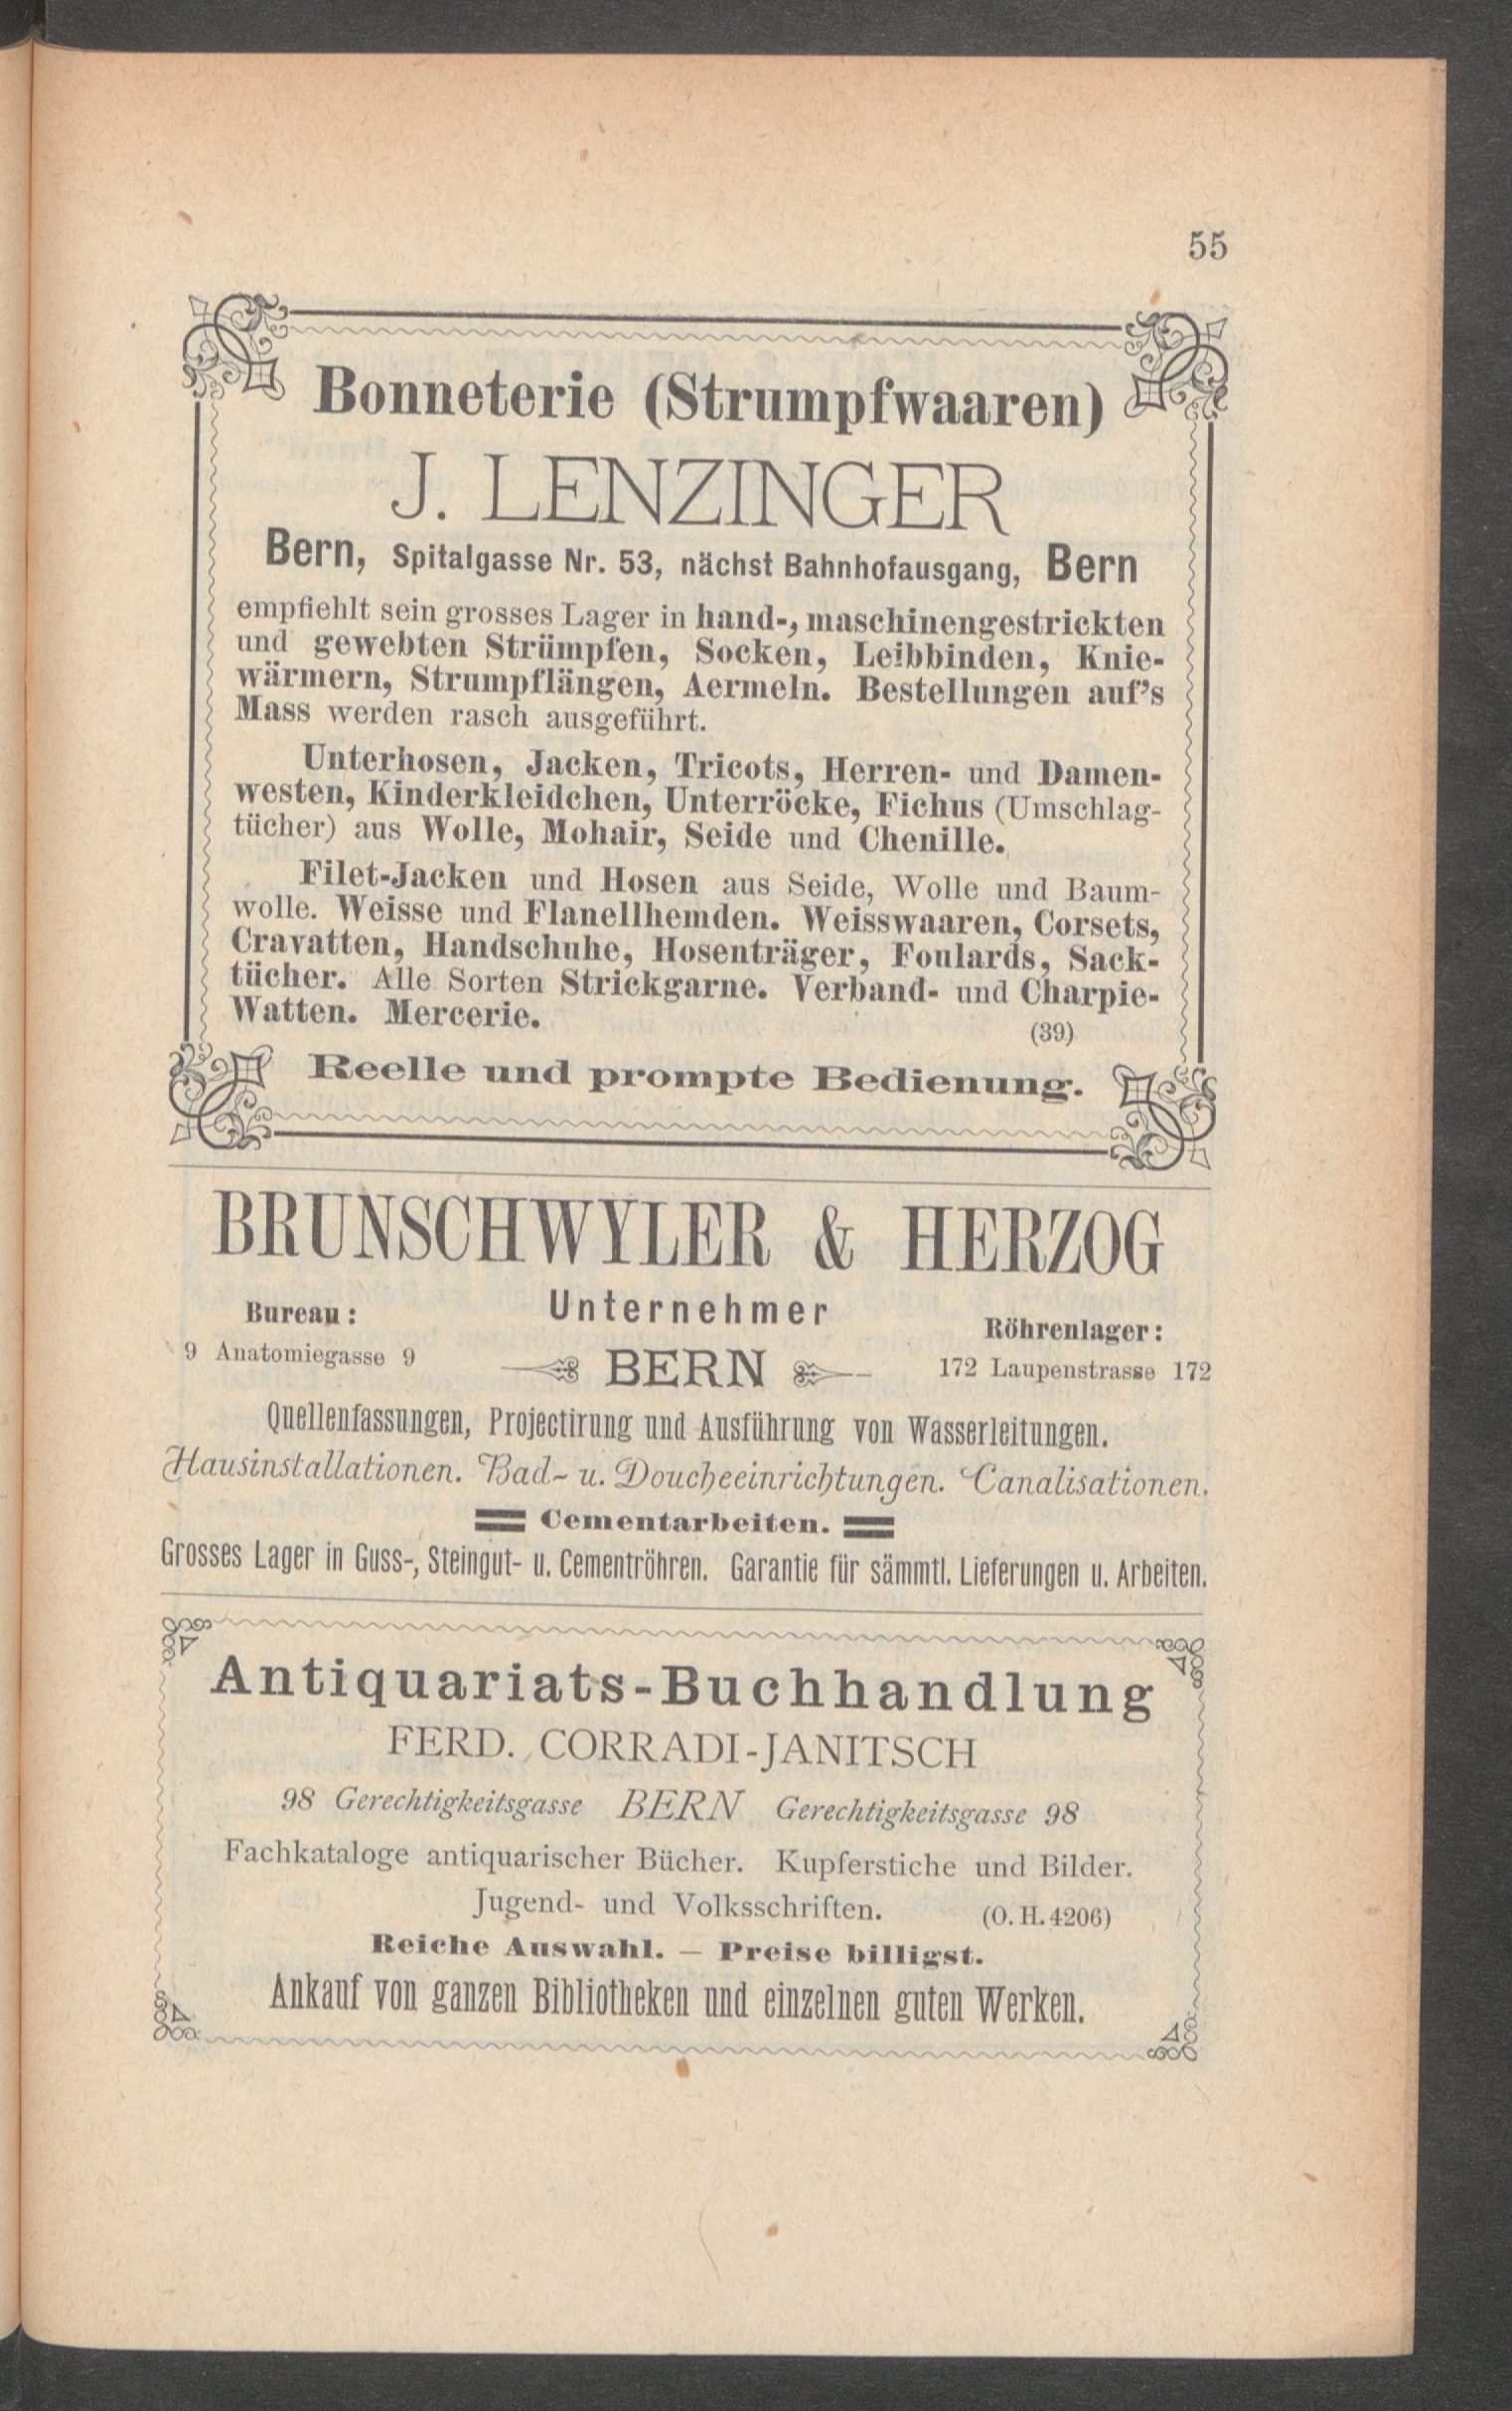 55
Bonneterie (Strumpfwaaren)
J. LENZINGER
Bern, Spitalgasse Nr. 53, nächst Bahnhofausgang, Bern
empfiehlt sein grosses Lager in hand-, maschinengestrickten
und gewebten Strümpfen, Socken, Leibbinden, Knie-
wärmern, Strumpflängen, Aermeln. Bestellungen auf's
Mass werden rasch ausgeführt.
Unterhosen, Jacken, Tricots, Herren- und Damen-
westen, Kinderkleidchen, Unterröcke, Fichus (Umschlag-
tücher) aus Wolle, Mohair, Seide und Chenille.
Filet-Jacken und Hosen aus Seide, Wolle und Baum-
wolle. Weisse und Flanellhemden. Weisswaaren, Corsets,
Cravatten, Handschuhe, Hosenträger, Foulards, Sack-
tücher. Alle Sorten Strickgarne. Verband- und Charpie-
Watten. Mercerie.
(39)
Reelle und prompte Bedienung.
BRUNSCHWYLER & HERZOG
Bureau: Unternehmer Röhrenlager:
9 Anatomiegasse 9 BERN 172 Laupenstrasse 172
Quellenfassungen, Projectirung und Ausführung von Wasserleitungen.
Hausinstallationen. Bad- u. Doucheeinrichtungen. Canalisationen.
Cementarbeiten.
Grosses Lager in Guss-, Steingut- u. Cementröhren. Garantie für sämmtl. Lieferungen u. Arbeiten.
Antiquariats-Buchhandlung
FERD. CORRADI-JANITSCH
98 Gerechtigkeitsgasse BERN Gerechtigkeitsgasse 98
Fachkataloge antiquarischer Bücher. Kupferstiche und Bilder.
Jugend- und Volksschriften. (O. H. 4206)
Reiche Auswahl. — Preise billigst.
Ankauf von ganzen Bibliotheken und einzelnen guten Werken.